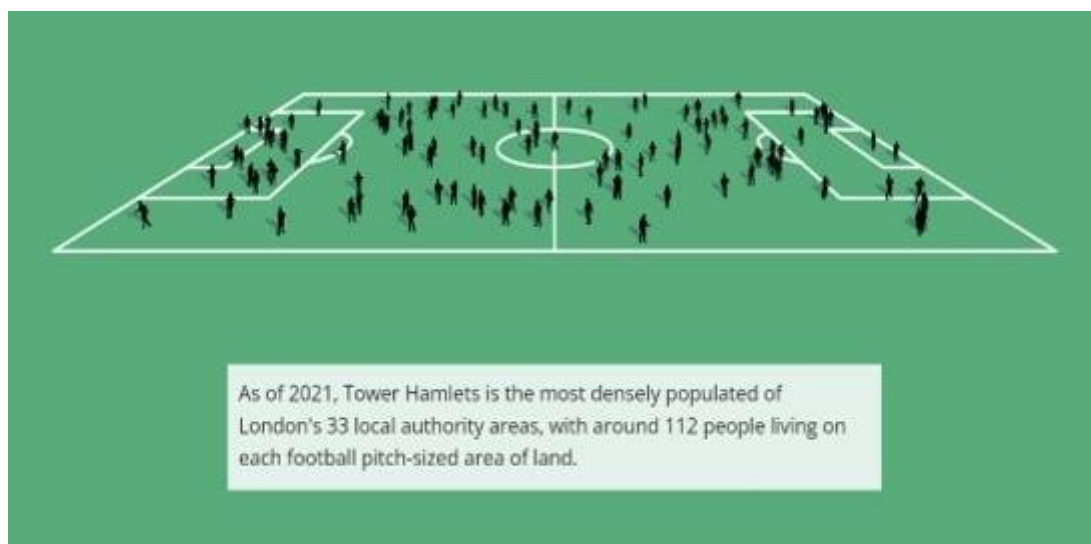 As of 2021, Tower Hamlets is the most densely populated of
London's 33 local authority areas, with around 112 people living on
each football pitch-sized area of land.